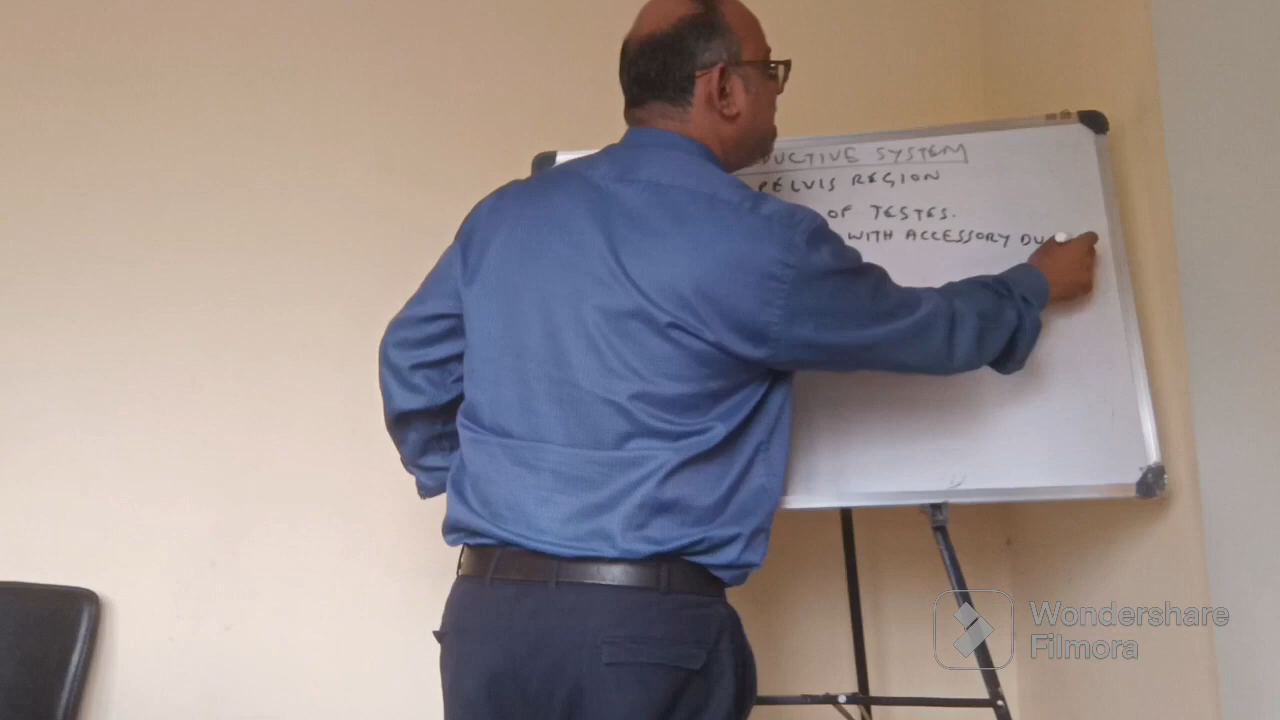 DUCTIVE SYSTEM
PELVIS REGION
OF TESTES.
WITH ACCESSORY DU
Wondershare
Filmora